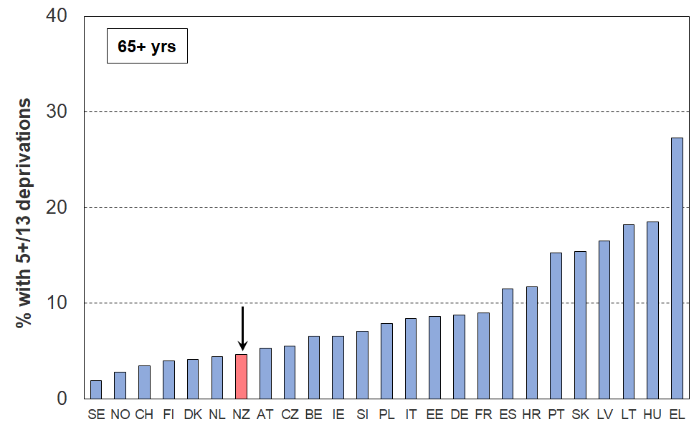 65+ yrs
% with 5+/13 deprivations
40
30
20
10
0
SE NO CH FI DK NL NZ AT CZ BE IE SI PL IT EE DE FR ES HR PT SK LV LT HU EL